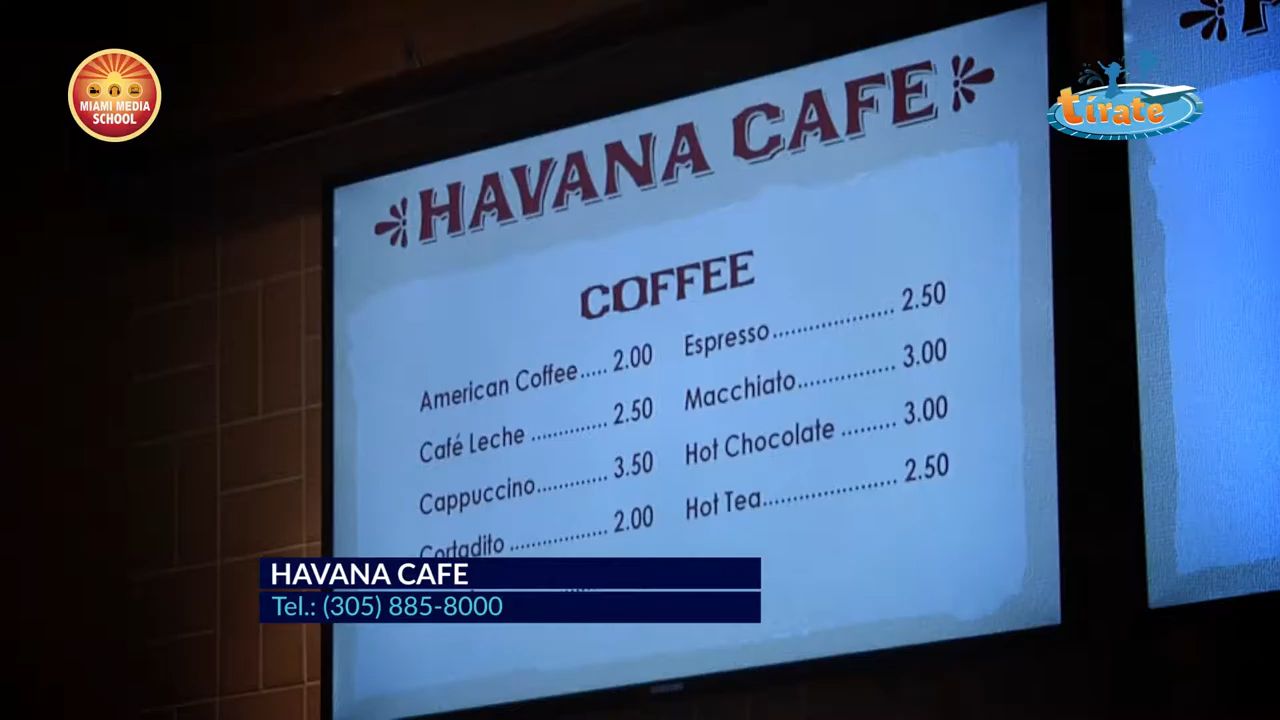 MIAMI MEDIA
SCHOOL
tírate
HAVANA CAFE
COFFEE
American Coffee..... 2.00
Café Leche ............ 2.50
Cappuccino........... 3.50
Cortadito ............... 2.00
Espresso................... 2.50
Macchiato............... 3.00
Hot Chocolate ........ 3.00
Hot Tea.................... 2.50
HAVANA CAFE
Tel.: (305) 885-8000